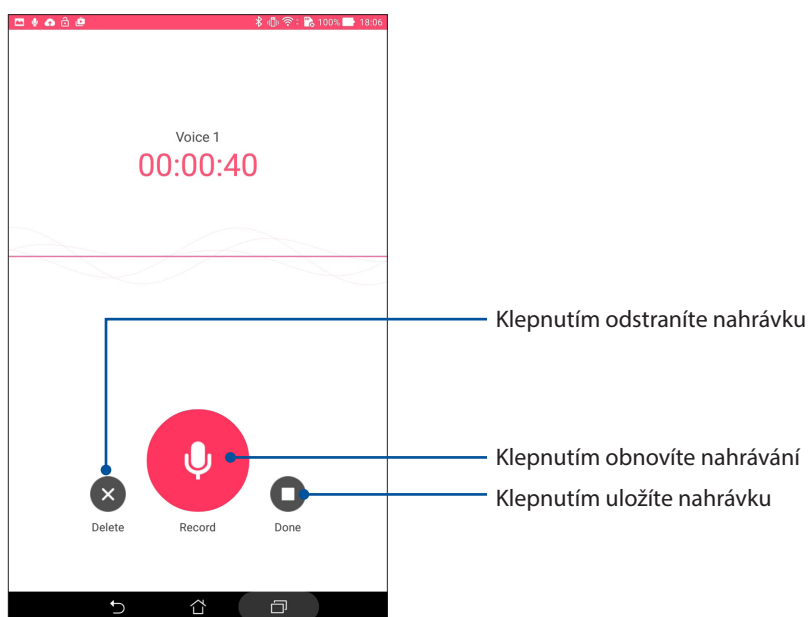 100% 18:06
Voice 1
00:00:40
Klepnutím odstraníte nahrávku
Klepnutím obnovíte nahrávání
Klepnutím uložíte nahrávku
Delete Record Done